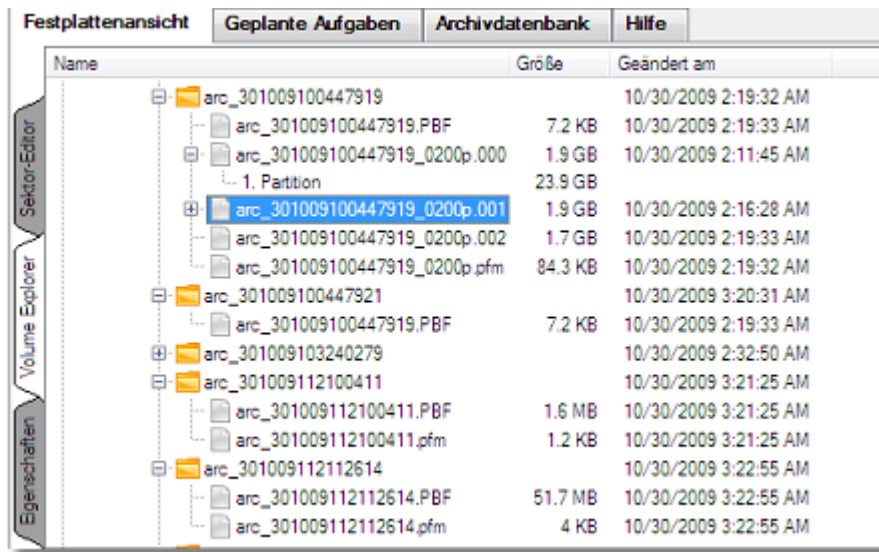 Festplattenansicht Geplante Aufgaben Archivdatenbank Hilfe
Name Größe Geändert am
arc_301009100447919 10/30/2009 2:19:32 AM
arc_301009100447919.PBF 7.2 KB 10/30/2009 2:19:33 AM
arc_301009100447919_0200p.000 1.9 GB 10/30/2009 2:11:45 AM
1. Partition 23.9 GB
arc_301009100447919_0200p.001 1.9 GB 10/30/2009 2:16:28 AM
arc_301009100447919_0200p.002 1.7 GB 10/30/2009 2:19:33 AM
arc_301009100447919_0200p.pfm 84.3 KB 10/30/2009 2:19:32 AM
arc_301009100447921 10/30/2009 3:20:31 AM
arc_301009100447919.PBF 7.2 KB 10/30/2009 2:19:33 AM
arc_301009103240279 10/30/2009 2:32:50 AM
arc_301009112100411 10/30/2009 3:21:25 AM
arc_301009112100411.PBF 1.6 MB 10/30/2009 3:21:25 AM
arc_301009112100411.pfm 1.2 KB 10/30/2009 3:21:25 AM
arc_301009112112614 10/30/2009 3:22:55 AM
arc_301009112112614.PBF 51.7 MB 10/30/2009 3:22:55 AM
arc_301009112112614.pfm 4 KB 10/30/2009 3:22:55 AM
Sektor-Editor
Volume Explorer
Eigenschaften